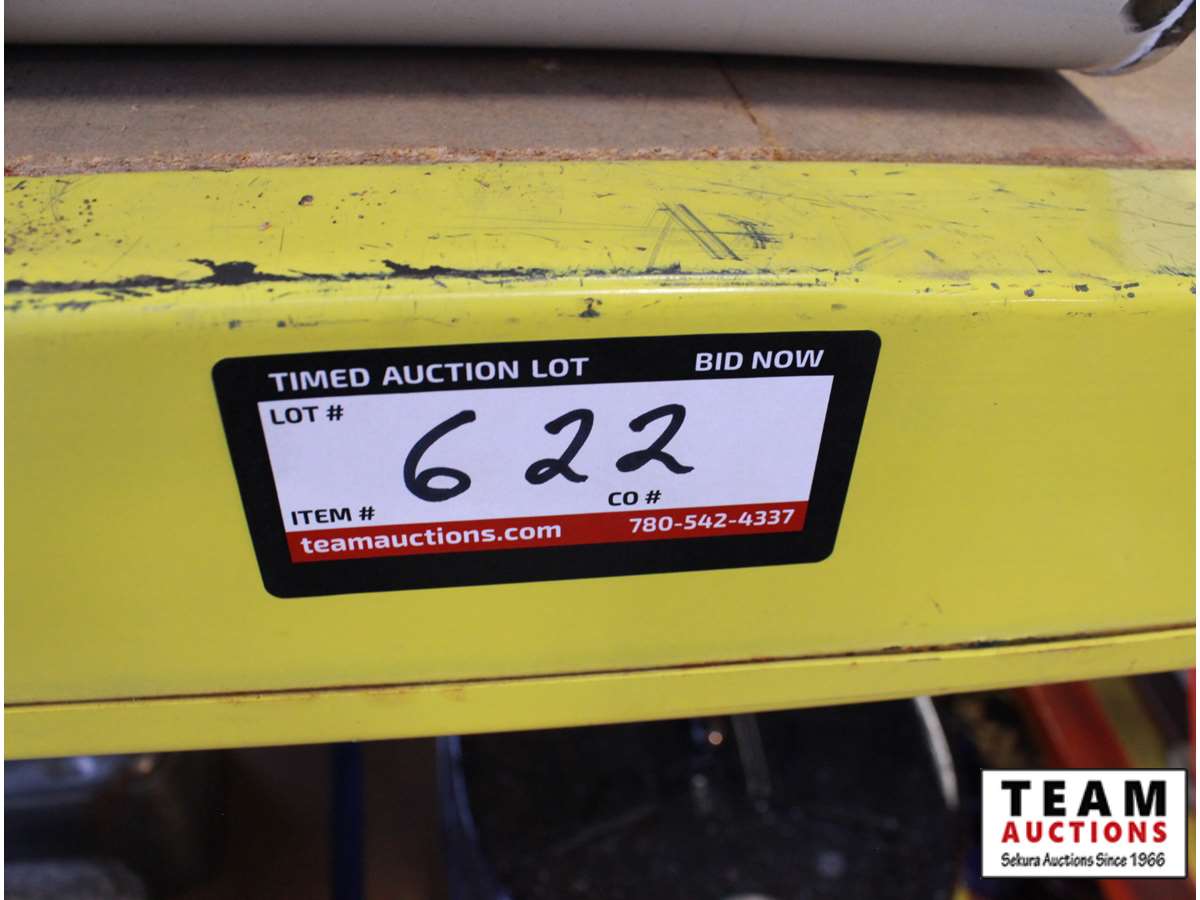 TIMED AUCTION LOT BID NOW
LOT #
622
ITEM # CO #
teamauctions.com 780-542-4337
TEAM
AUCTIONS
Sekura Auctions Since 1966